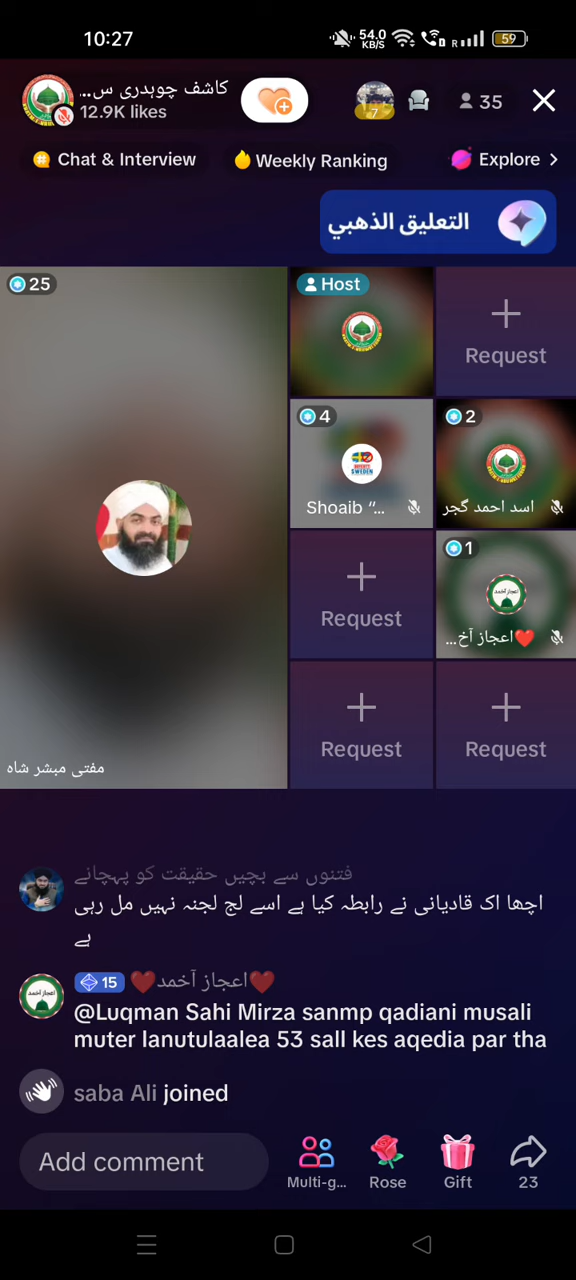 10:27
54.0
KB/S
R
59
کاشف چوہدری س...
12.9K likes
7
35
Chat & Interview
Weekly Ranking
Explore
التعليق الذهبي
25
Host
Request
4
Shoaib “...
2
اسد احمد گجر
Request
1
❤️اعجاز آخ...
Request
Request
مفتی مبشر شاہ
فتنوں سے بچیں حقیقت کو پہچانے
اچھا اک قادیانی نے رابطہ کیا ہے اسے لج لجنہ نہیں مل رہی
ہے
15 ❤️اعجاز آخمد❤️
@Luqman Sahi Mirza sanmp qadiani musali
muter lanutulaalea 53 sall kes aqedia par tha
saba Ali joined
Add comment
Multi-g...
Rose
Gift
23